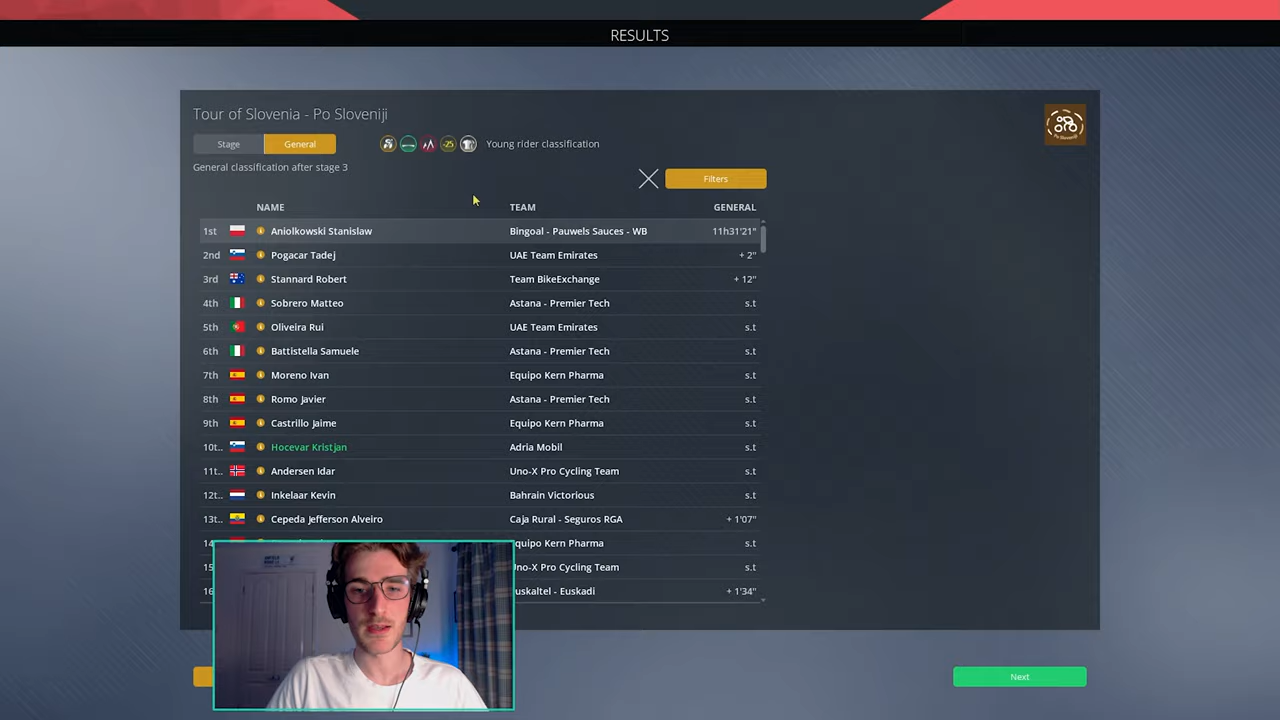 RESULTS
Tour of Slovenia - Po Sloveniji
Stage General -25 Young rider classification
General classification after stage 3
Filters
NAME TEAM GENERAL
1st Aniolkowski Stanislaw Bingoal - Pauwels Sauces - WB 11h31'21"
2nd Pogacar Tadej UAE Team Emirates + 2"
3rd Stannard Robert Team BikeExchange + 12"
4th Sobrero Matteo Astana - Premier Tech s.t
5th Oliveira Rui UAE Team Emirates s.t
6th Battistella Samuele Astana - Premier Tech s.t
7th Moreno Ivan Equipo Kern Pharma s.t
8th Romo Javier Astana - Premier Tech s.t
9th Castrillo Jaime Equipo Kern Pharma s.t
10t.. Hocevar Kristjan Adria Mobil s.t
11t.. Andersen Idar Uno-X Pro Cycling Team s.t
12t.. Inkelaar Kevin Bahrain Victorious s.t
13t.. Cepeda Jefferson Alveiro Caja Rural - Seguros RGA + 1'07"
14 quipo Kern Pharma s.t
15 no-X Pro Cycling Team s.t
16 uskaltel - Euskadi + 1'34"
Next